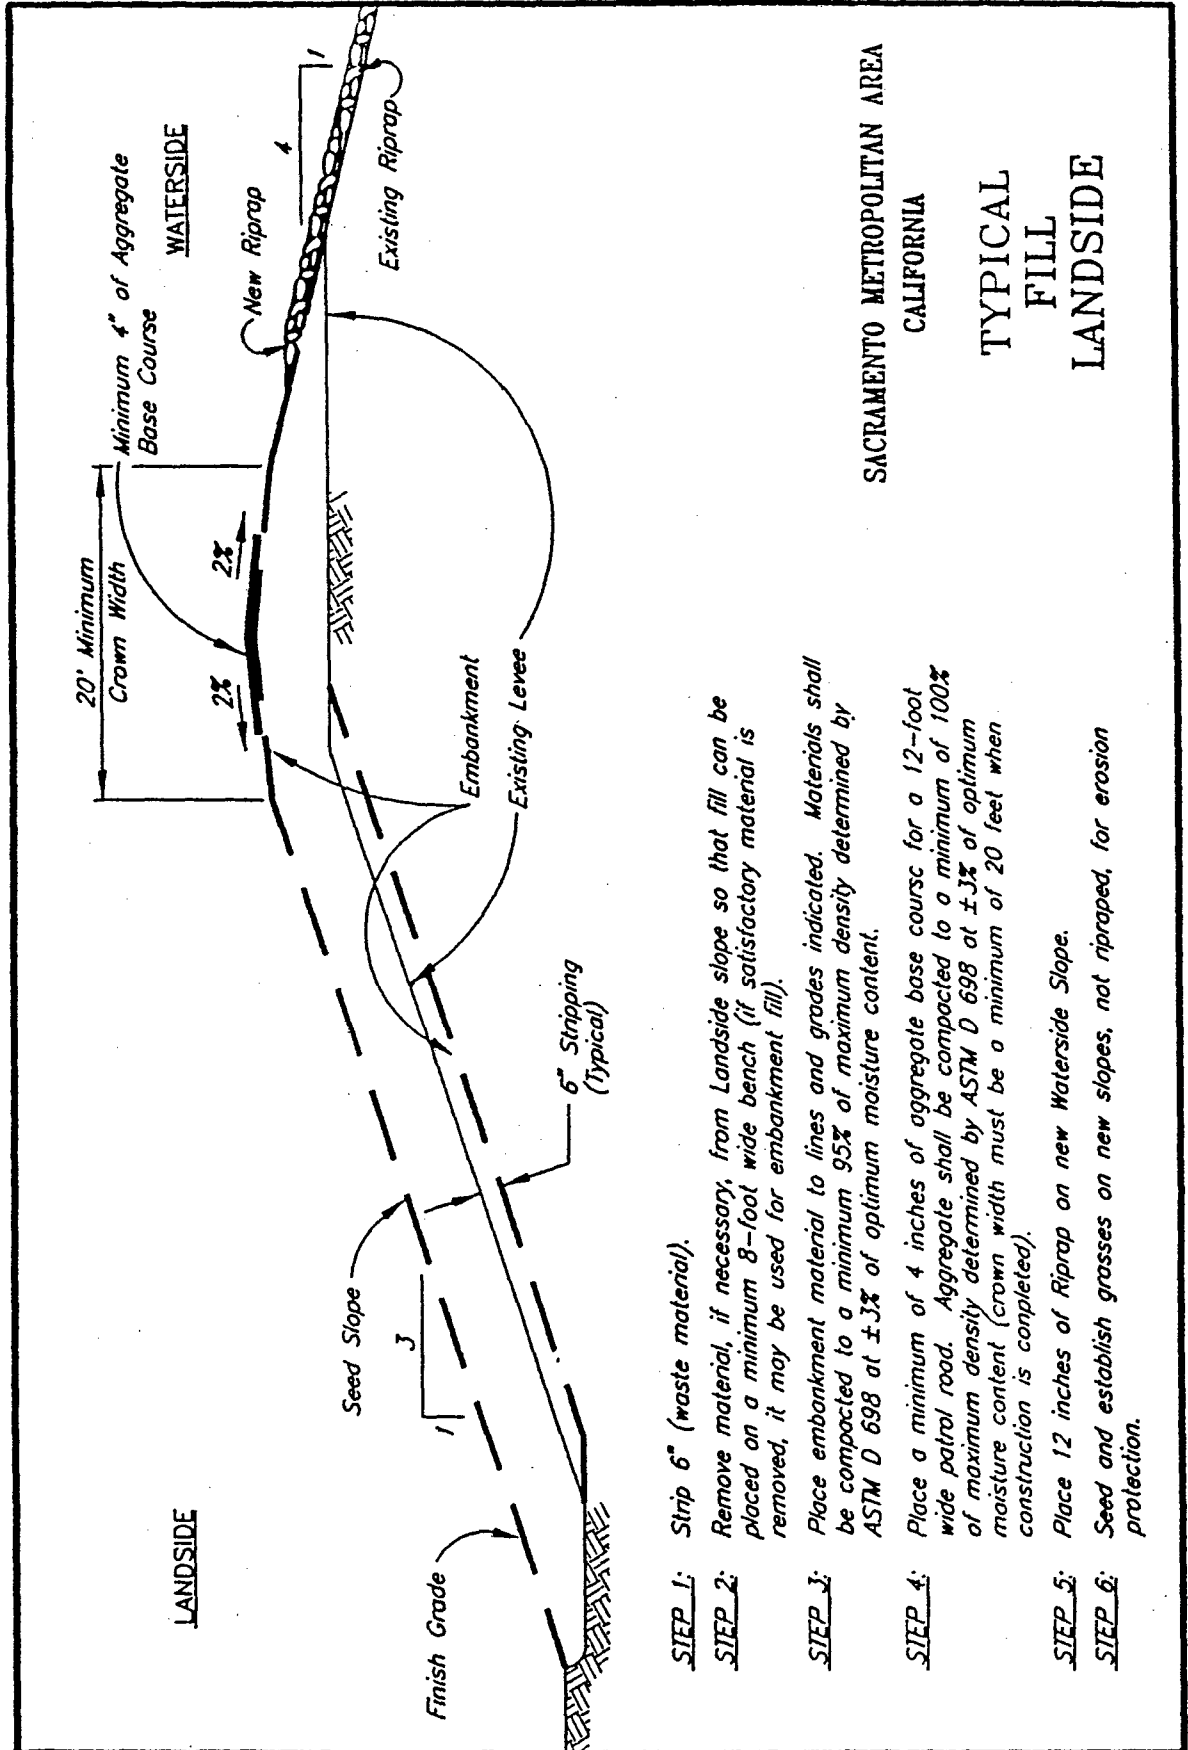 LANDSIDE
WATERSIDE
20' Minimum
Crown Width
Minimum 4" of Aggregate
Base Course
2%
2%
New Riprap
4
1
Existing Riprap
Embankment
Existing Levee
Seed Slope
3
1
Finish Grade
6" Stripping
(Typical)
STEP 1: Strip 6" (waste material).
STEP 2: Remove material, if necessary, from Landside slope so that fill can be
placed on a minimum 8-foot wide bench (if satisfactory material is
removed, it may be used for embankment fill).
STEP 3: Place embankment material to lines and grades indicated. Materials shall
be compacted to a minimum 95% of maximum density determined by
ASTM D 698 at ±3% of optimum moisture content.
STEP 4: Place a minimum of 4 inches of aggregate base course for a 12-foot
wide patrol road. Aggregate shall be compacted to a minimum of 100%
of maximum density determined by ASTM D 698 at ±3% of optimum
moisture content (crown width must be a minimum of 20 feet when
construction is conpleted).
STEP 5: Place 12 inches of Riprap on new Waterside Slope.
STEP 6: Seed and establish grasses on new slopes, not ripraped, for erosion
protection.
SACRAMENTO METROPOLITAN AREA
CALIFORNIA
TYPICAL
FILL
LANDSIDE